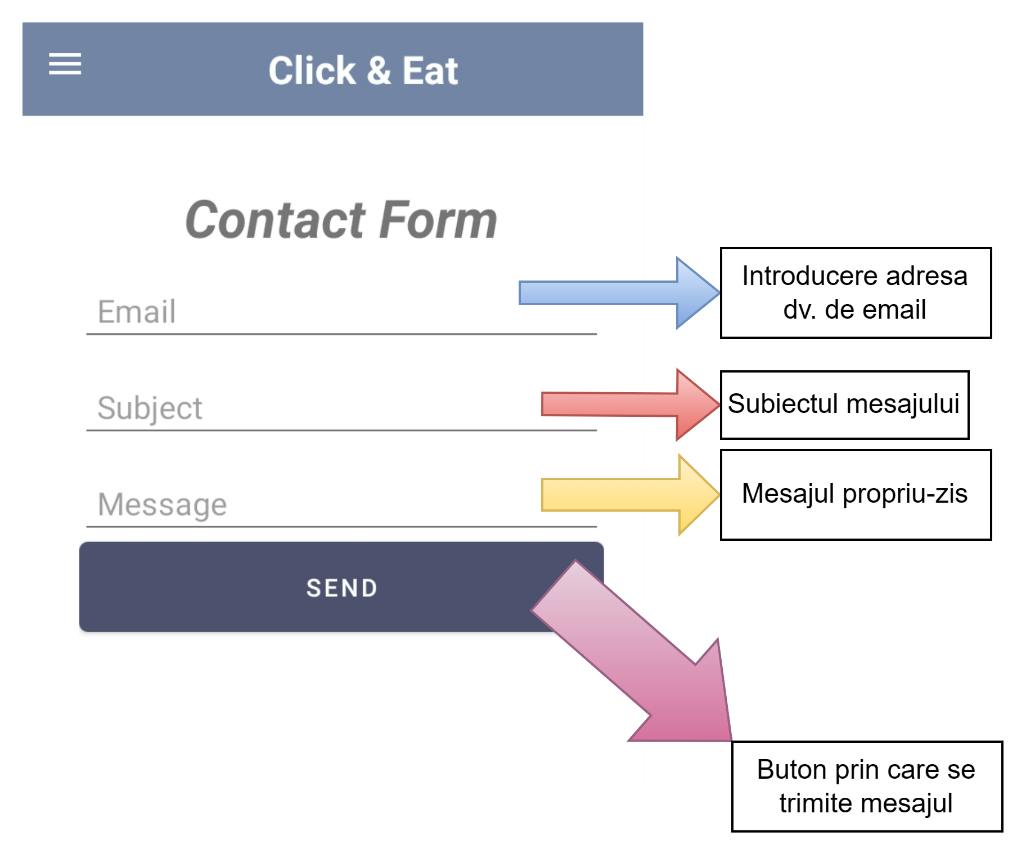 Click & Eat
Contact Form
Email
Introducere adresa
dv. de email
Subject
Subiectul mesajului
Message
Mesajul propriu-zis
SEND
Buton prin care se
trimite mesajul